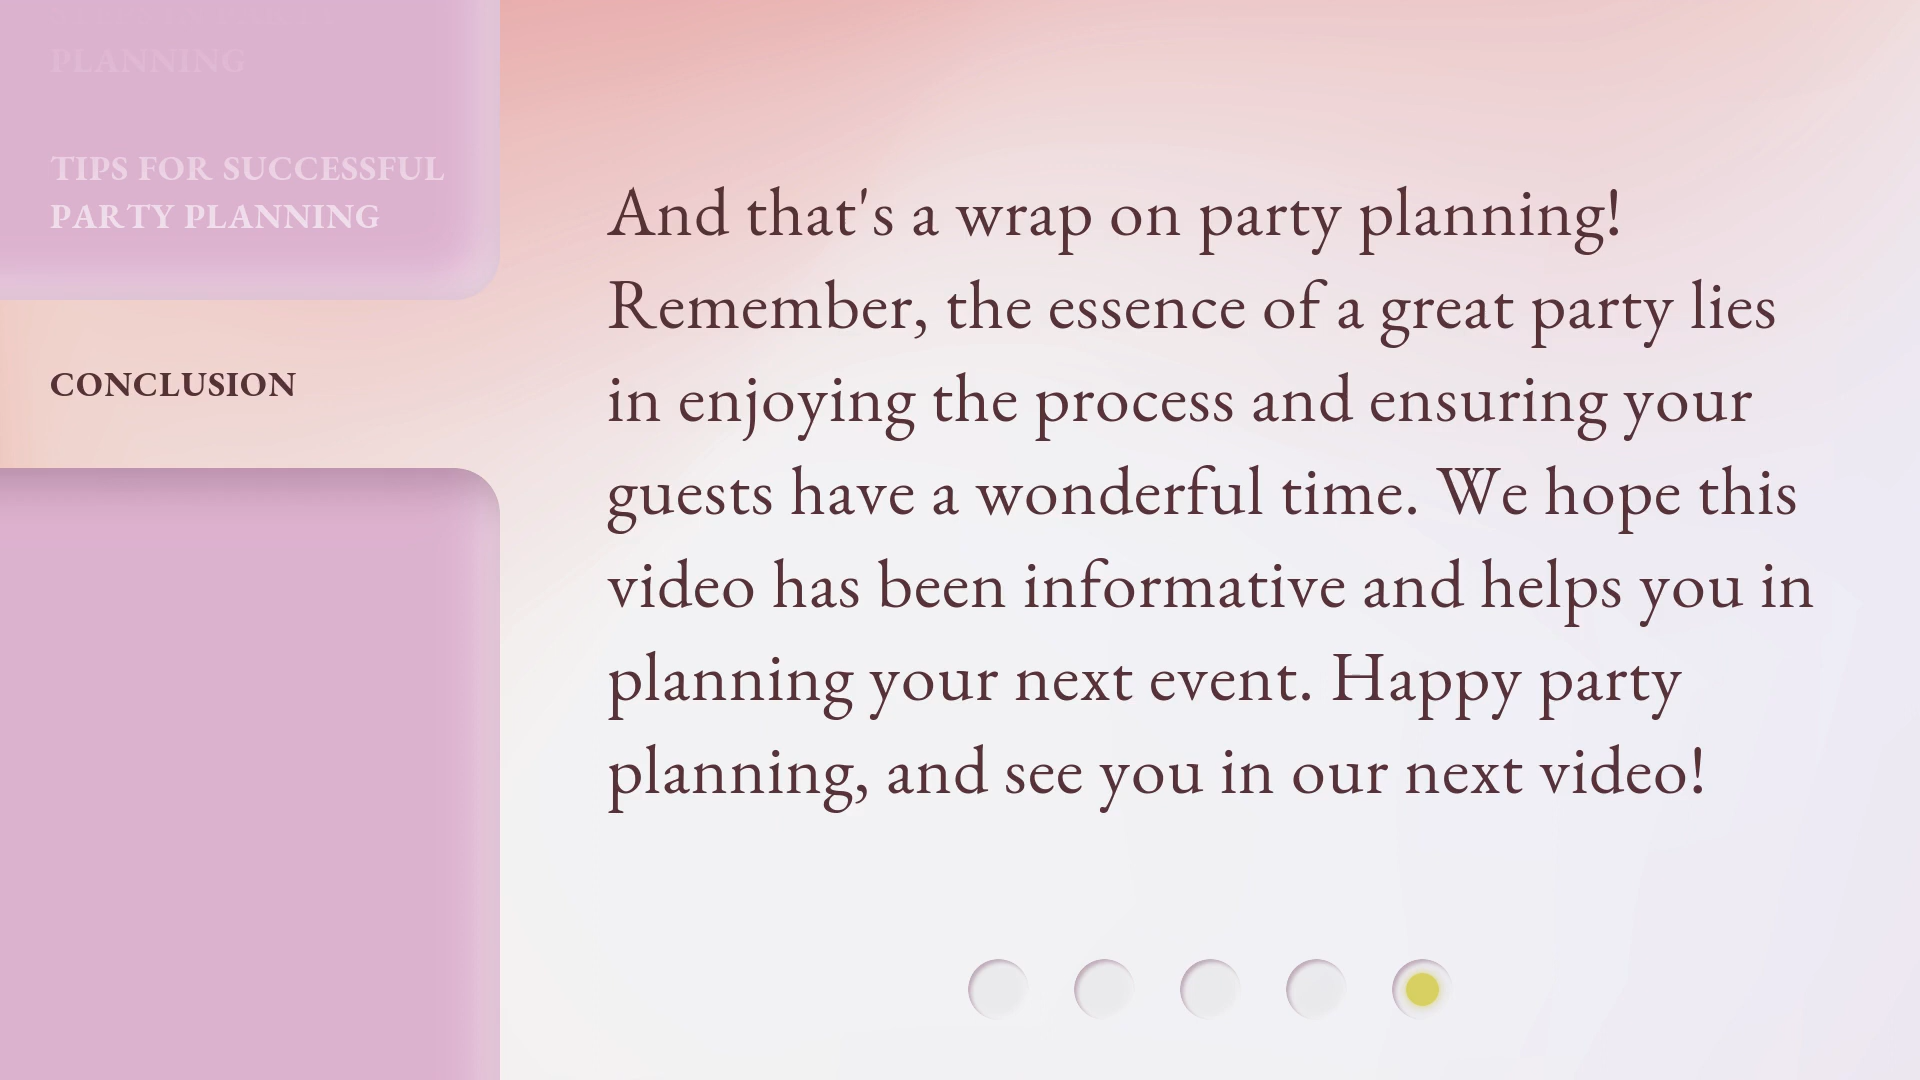 PLANNING
TIPS FOR SUCCESSFUL
PARTY PLANNING
CONCLUSION
And that's a wrap on party planning!
Remember, the essence of a great party lies
in enjoying the process and ensuring your
guests have a wonderful time. We hope this
video has been informative and helps you in
planning your next event. Happy party
planning, and see you in our next video!